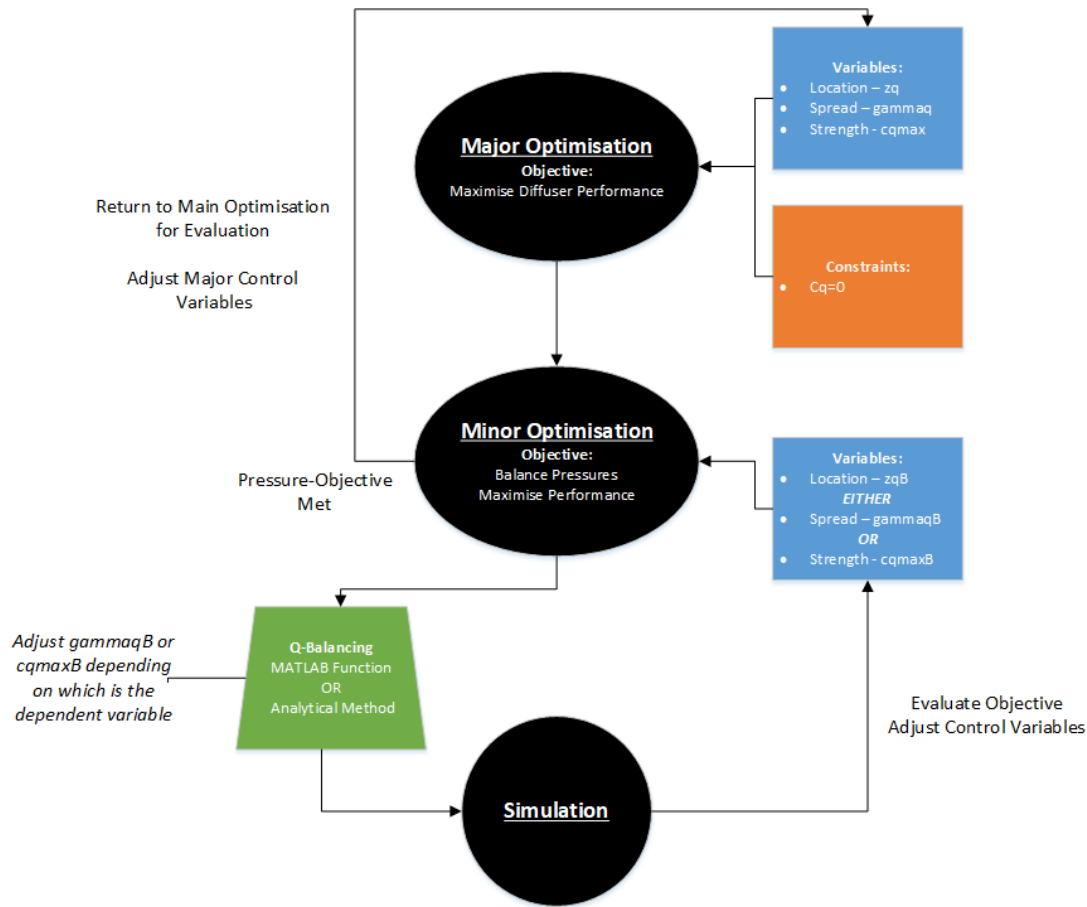 Variables:
• Location – zq
• Spread – gammaq
• Strength - cqmax
Major Optimisation
Objective:
Maximise Diffuser Performance
Return to Main Optimisation
for Evaluation
Adjust Major Control
Variables
Constraints:
• Cq=0
Minor Optimisation
Objective:
Balance Pressures
Maximise Performance
Pressure-Objective
Met
Variables:
• Location – zqB
EITHER
• Spread – gammaqB
OR
• Strength - cqmaxB
Adjust gammaqB or
cqmaxB depending
on which is the
dependent variable
Q-Balancing
MATLAB Function
OR
Analytical Method
Evaluate Objective
Adjust Control Variables
Simulation